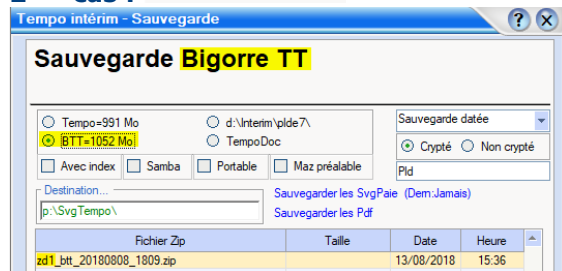 Tempo intérim - Sauvegarde
Sauvegarde Bigorre TT
Tempo=991 Mo d:\Interim\plde7\ Sauvegarde datée
BTT=1052 Mo TempoDoc Crypté Non crypté
Avec index Samba Portable Maz préalable Pld
Destination... Sauvegarder les SvgPaie (Dern:Jamais)
p:\SvgTempo\ Sauvegarder les Pdf
Fichier Zip Taille Date Heure
zd1_btt_20180808_1809.zip 13/08/2018 15:36